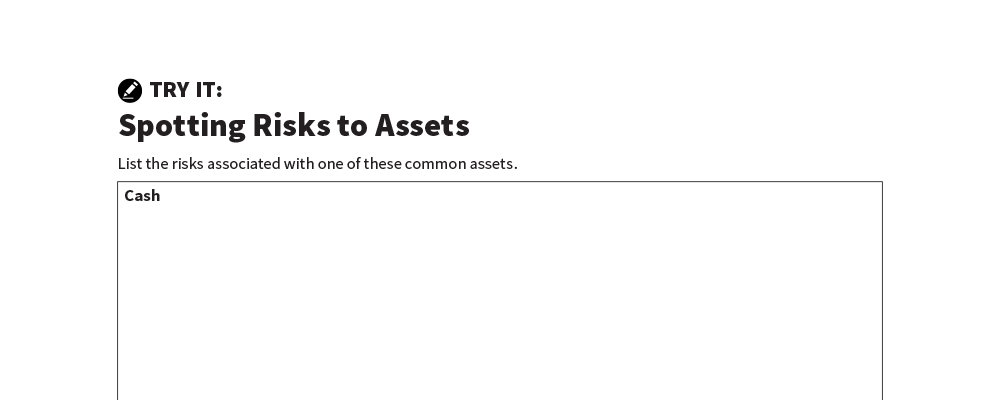 TRY IT:
Spotting Risks to Assets
List the risks associated with one of these common assets.
Cash